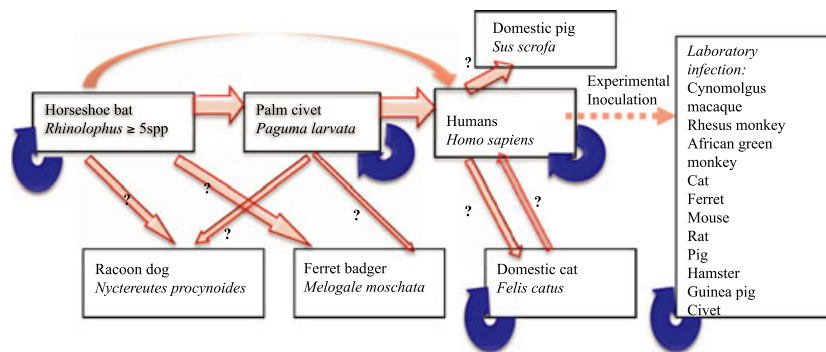 Domestic pig
Sus scrofa
?
Horseshoe bat
Rhinolophus ≥ 5spp
Palm civet
Paguma larvata
Humans
Homo sapiens
Experimental
Inoculation
Laboratory
infection:
Cynomolgus
macaque
Rhesus monkey
African green
monkey
Cat
Ferret
Mouse
Rat
Pig
Hamster
Guinea pig
Civet
?
?
?
?
?
?
Racoon dog
Nyctereutes procynoides
Ferret badger
Melogale moschata
Domestic cat
Felis catus